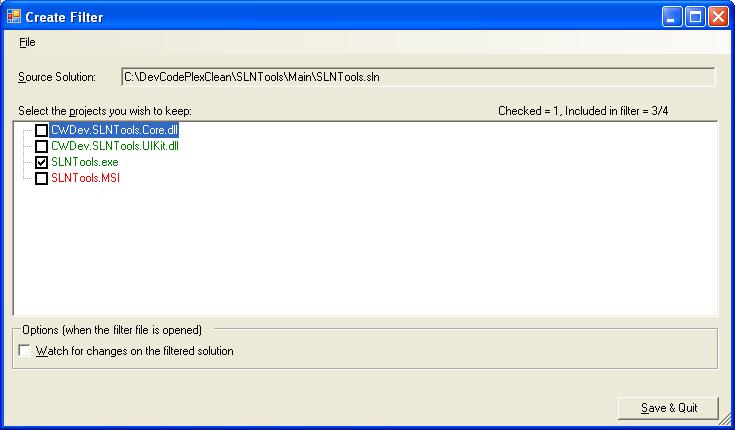 Create Filter
File
Source Solution: C:\DevCodePlexClean\SLNTools\Main\SLNTools.sln
Select the projects you wish to keep: Checked = 1, Included in filter = 3/4
CWDev.SLNTools.Core.dll
CWDev.SLNTools.UIKit.dll
SLNTools.exe
SLNTools.MSI
Options (when the filter file is opened)
Watch for changes on the filtered solution
Save & Quit